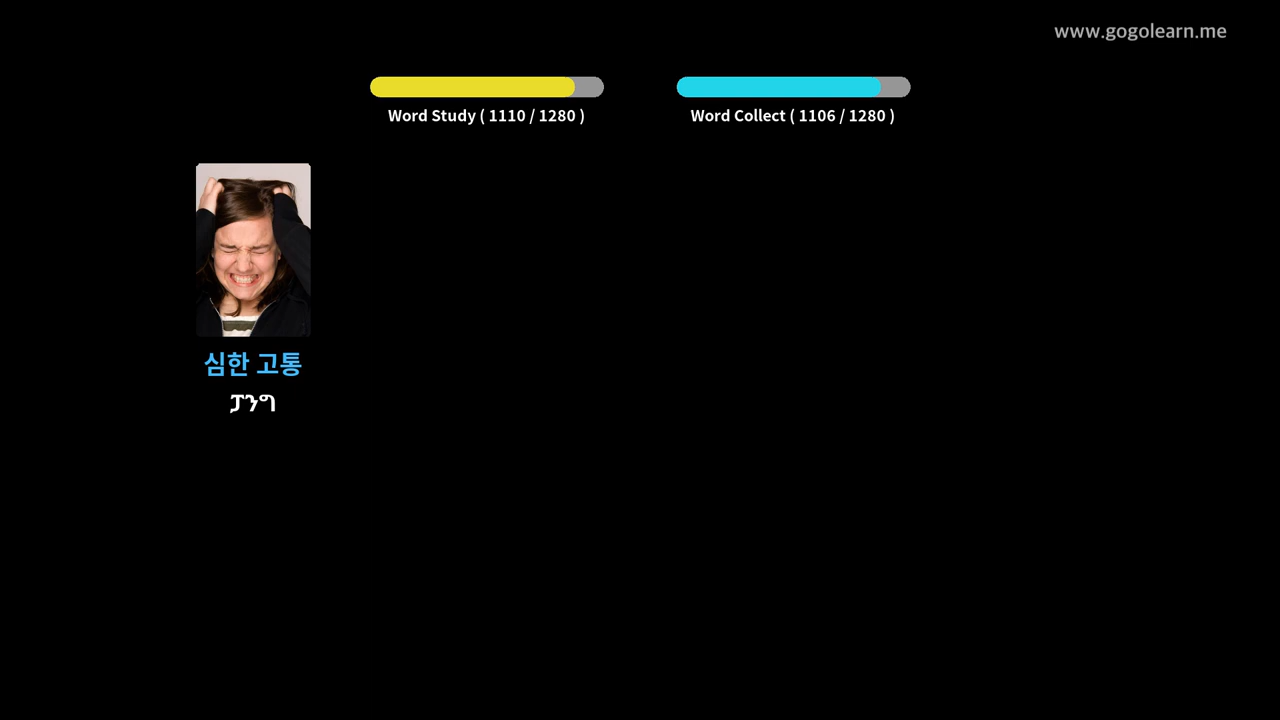 www.gogolearn.me
Word Study ( 1110 / 1280 )
Word Collect ( 1106 / 1280 )
심한 고통
ፓንግ